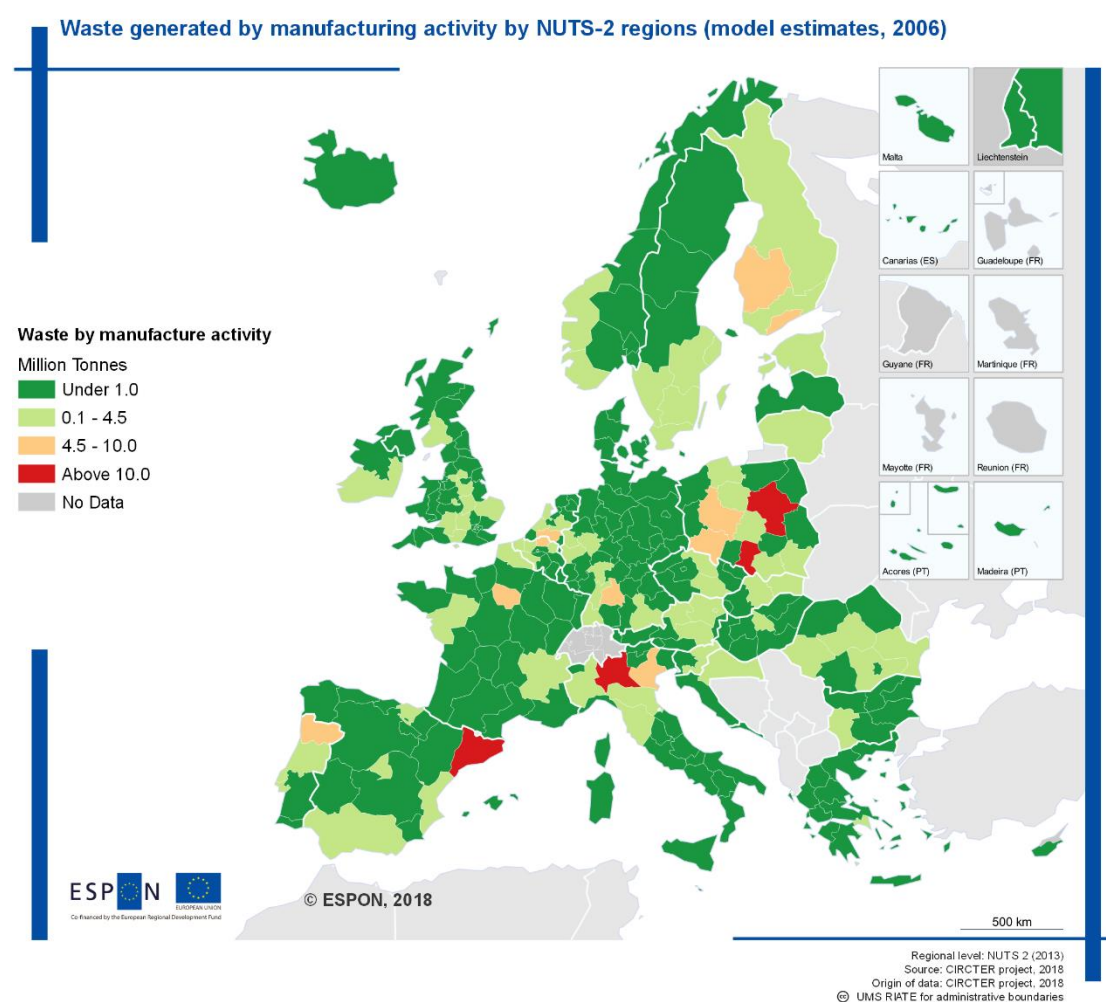 Waste generated by manufacturing activity by NUTS-2 regions (model estimates, 2006)
Malta
Liechtenstein
Canarias (ES)
Guadeloupe (FR)
Guyane (FR)
Martinique (FR)
Mayotte (FR)
Reunion (FR)
Acores (PT)
Madeira (PT)
Waste by manufacture activity
Million Tonnes
Under 1.0
0.1 - 4.5
4.5 - 10.0
Above 10.0
No Data
ESPON
EUROPEAN UNION
Co-financed by the European Regional Development Fund
© ESPON, 2018
500 km
Regional level: NUTS 2 (2013)
Source: CIRCTER project, 2018
Origin of data: CIRCTER project, 2018
© UMS RIATE for administrative boundaries